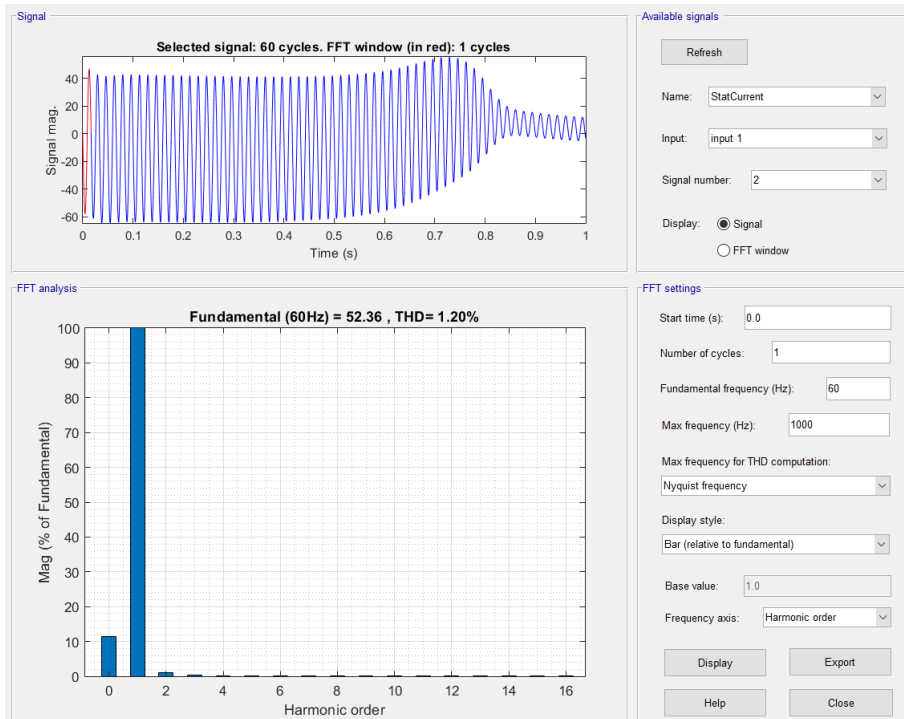 Signal
Selected signal: 60 cycles. FFT window (in red): 1 cycles
40
20
0
-20
-40
-60
Signal mag.
0 0.1 0.2 0.3 0.4 0.5 0.6 0.7 0.8 0.9 1
Time (s)
Available signals
Refresh
Name: StatCurrent
Input: input 1
Signal number: 2
Display: Signal
FFT window
FFT analysis
Fundamental (60Hz) = 52.36 , THD= 1.20%
100
90
80
70
60
50
40
30
20
10
0
Mag (% of Fundamental)
0 2 4 6 8 10 12 14 16
Harmonic order
FFT settings
Start time (s): 0.0
Number of cycles: 1
Fundamental frequency (Hz): 60
Max frequency (Hz): 1000
Max frequency for THD computation:
Nyquist frequency
Display style:
Bar (relative to fundamental)
Base value: 1.0
Frequency axis: Harmonic order
Display Export
Help Close